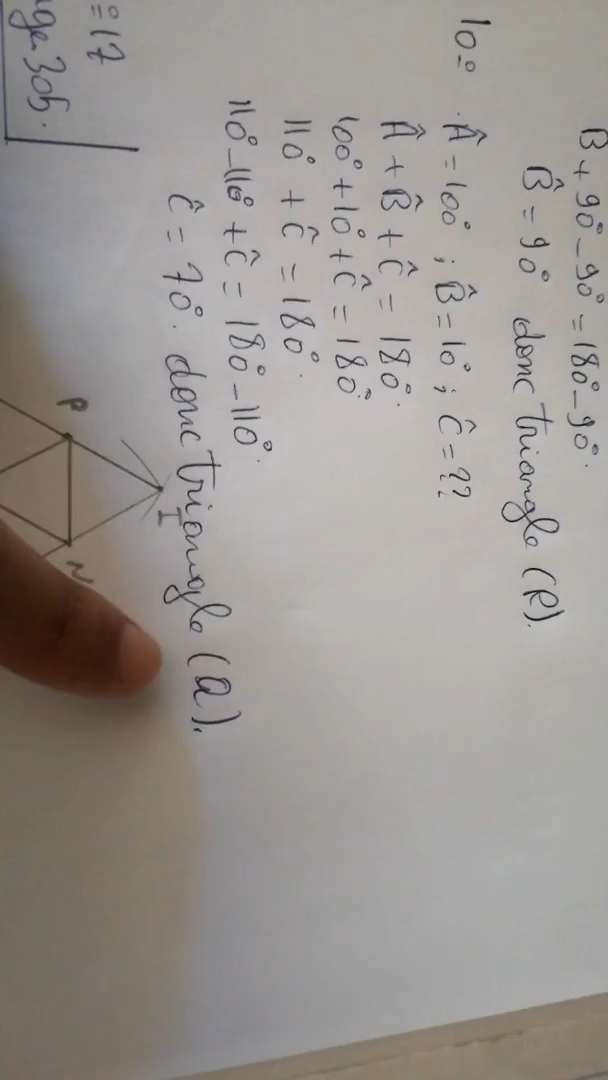 B + 90° - 90° = 180° - 90°.
B̂ = 90° donc triangle (R).
10= . Â = 100° ; B̂ = 10° ; Ĉ = ??
Â + B̂ + Ĉ = 180°.
100° + 10° + Ĉ = 180°.
110° + Ĉ = 180°.
110° - 110° + Ĉ = 180° - 110°.
Ĉ = 70°. donc triangle (a).
= 17
age 305.
P
I
N